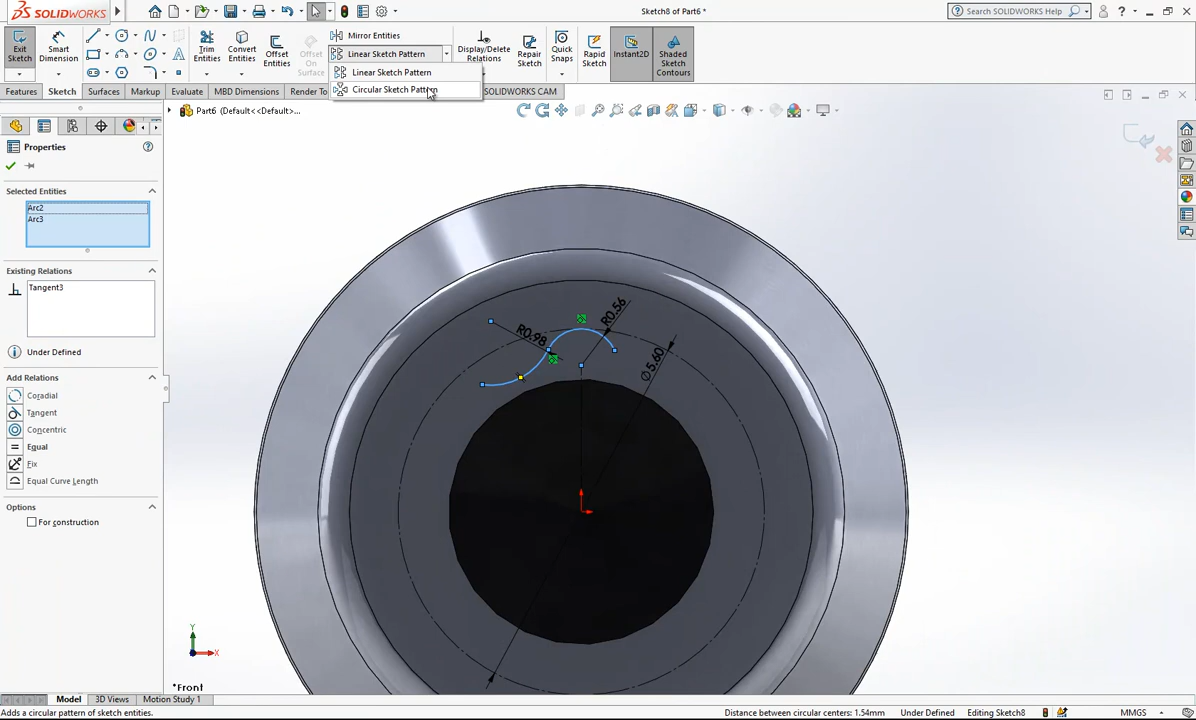 SOLIDWORKS
Sketch8 of Part6 *
Search SOLIDWORKS Help
Exit Sketch
Smart Dimension
Trim Entities
Convert Entities
Offset Entities
Offset On Surface
Mirror Entities
Linear Sketch Pattern
Linear Sketch Pattern
Circular Sketch Pattern
Display/Delete Relations
Repair Sketch
Quick Snaps
Rapid Sketch
Instant2D
Shaded Sketch Contours
Features
Sketch
Surfaces
Markup
Evaluate
MBD Dimensions
Render To
SOLIDWORKS CAM
Part6 (Default<<Default>...
Properties
Selected Entities
Arc2
Arc3
Existing Relations
Tangent3
Under Defined
Add Relations
Coradial
Tangent
Concentric
Equal
Fix
Equal Curve Length
Options
For construction
R0.98
R0.56
∅5.60
Y
X
*Front
Model
3D Views
Motion Study 1
Adds a circular pattern of sketch entities.
Distance between circular centers: 1.54mm
Under Defined
Editing Sketch8
MMGS